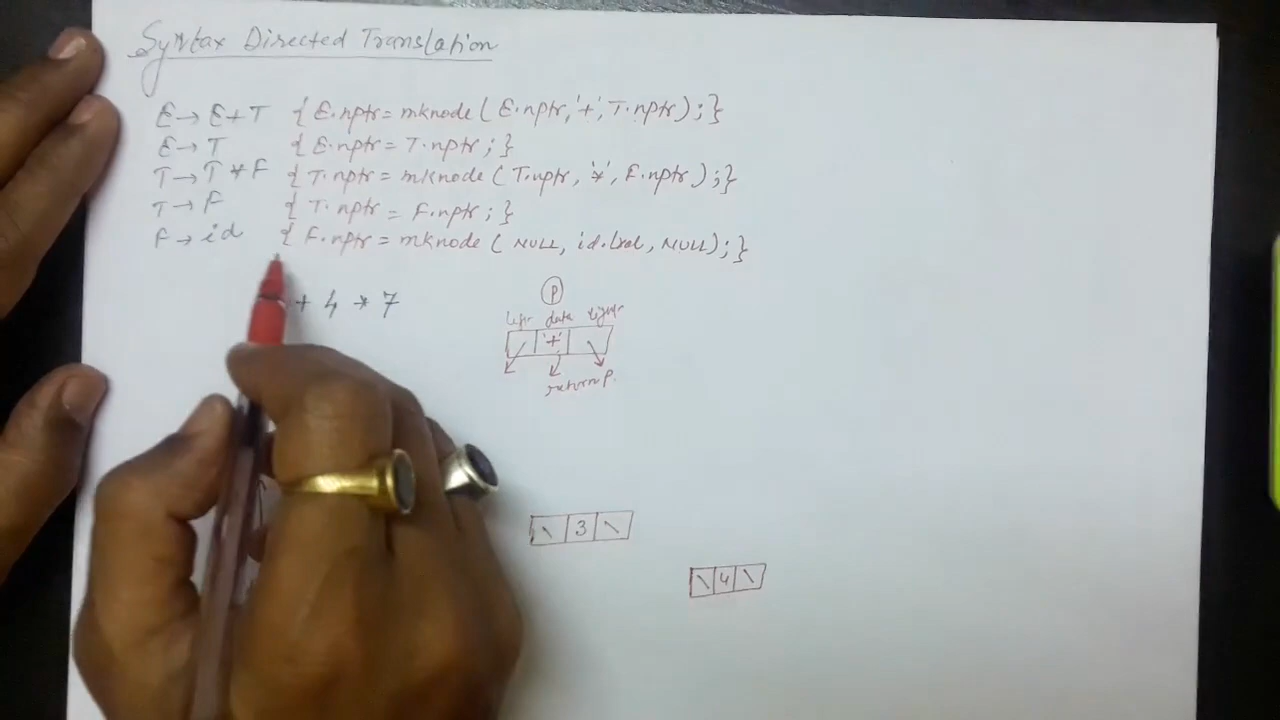 Syntax Directed Translation
E → E + T { E.nptr = mknode ( E.nptr, '+', T.nptr ) ; }
E → T { E.nptr = T.nptr ; }
T → T * F { T.nptr = mknode ( T.nptr, '*', F.nptr ) ; }
T → F { T.nptr = F.nptr ; }
F → id { F.nptr = mknode ( NULL, id.lval, NULL ) ; }
+ 4 * 7
P
left data right
'+'
return p.
\ 3 \
\ 4 \